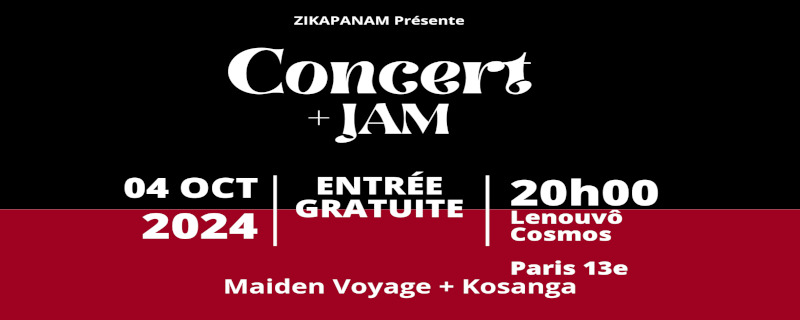 ZIKAPANAM Présente
Concert
+ JAM
04 OCT
2024
ENTRÉE
GRATUITE
20h00
Lenouvô
Cosmos
Paris 13e
Maiden Voyage + Kosanga